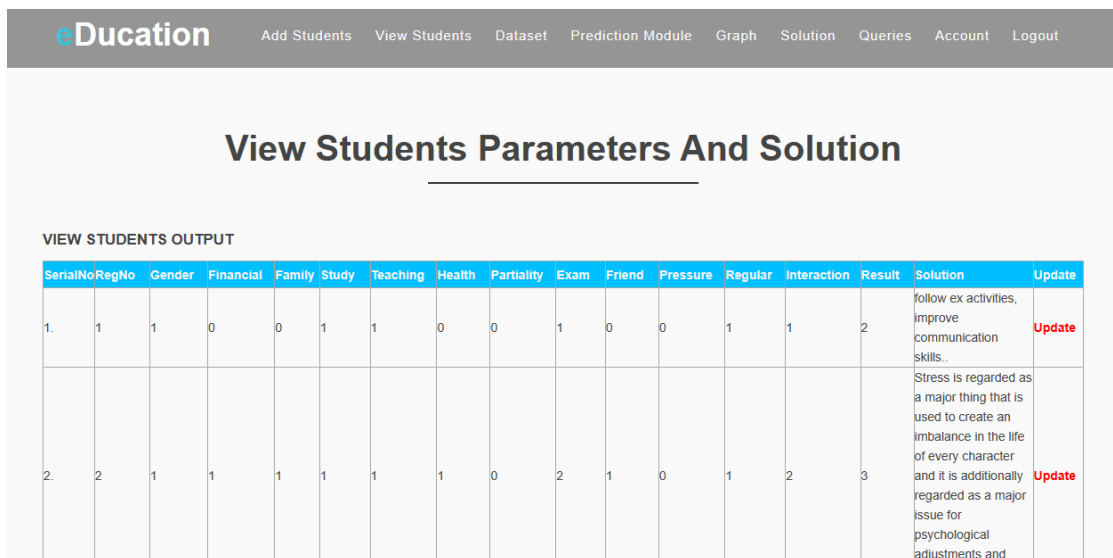 eDucation Add Students View Students Dataset Prediction Module Graph Solution Queries Account Logout
View Students Parameters And Solution
VIEW STUDENTS OUTPUT
SerialNo RegNo Gender Financial Family Study Teaching Health Partiality Exam Friend Pressure Regular Interaction Result Solution Update
1. 1 1 0 0 1 1 0 0 1 0 0 1 1 2 follow ex activities, Update
improve
communication
skills..
2. 2 1 1 1 1 1 1 0 2 1 0 1 2 3 Stress is regarded as Update
a major thing that is
used to create an
imbalance in the life
of every character
and it is additionally
regarded as a major
issue for
psychological
adjustments and